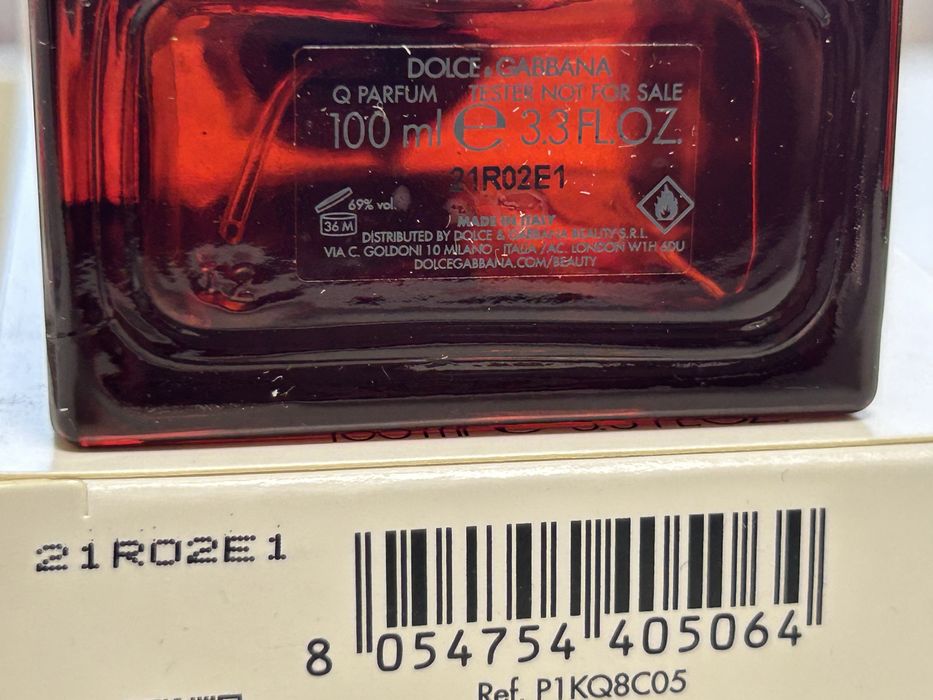 DOLCE & GABBANA
Q PARFUM TESTER NOT FOR SALE
100 ml e 3.3 FL.OZ.
21R02E1
69% vol.
36 M
MADE IN ITALY
DISTRIBUTED BY DOLCE & GABBANA BEAUTY S.R.L.
VIA C. GOLDONI 10 MILANO - ITALIA /AC. LONDON W1H 6DU
DOLCEGABBANA.COM/BEAUTY
21R02E1
8 054754 405064
Ref. P1KQ8C05